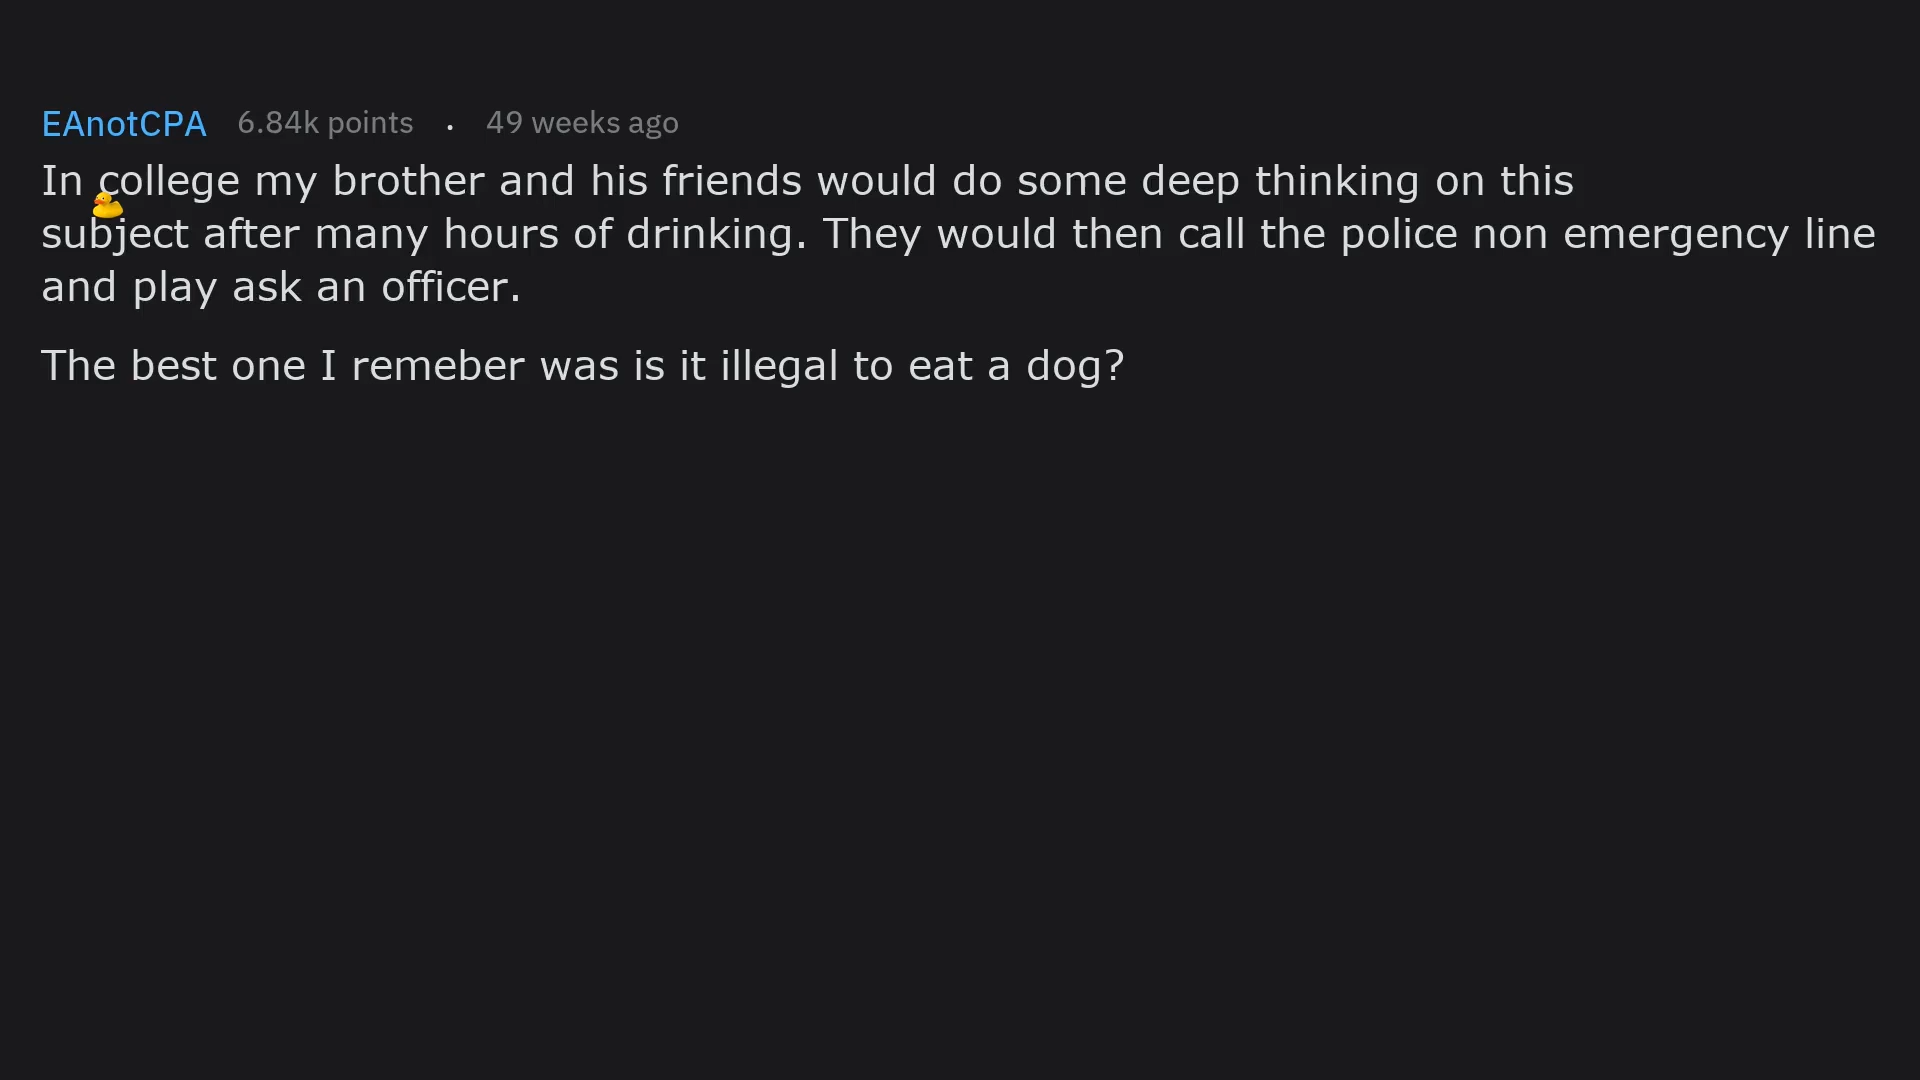 EAnotCPA 6.84k points . 49 weeks ago
In college my brother and his friends would do some deep thinking on this
subject after many hours of drinking. They would then call the police non emergency line
and play ask an officer.
The best one I remeber was is it illegal to eat a dog?